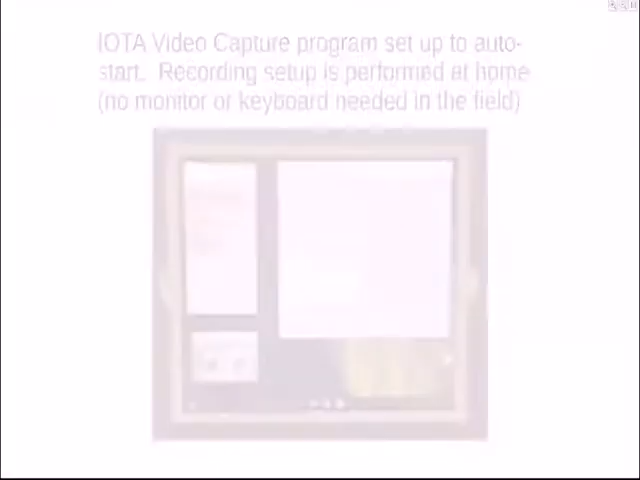 IOTA Video Capture program set up to auto-
start.  Recording setup is performed at home
(no monitor or keyboard needed in the field)